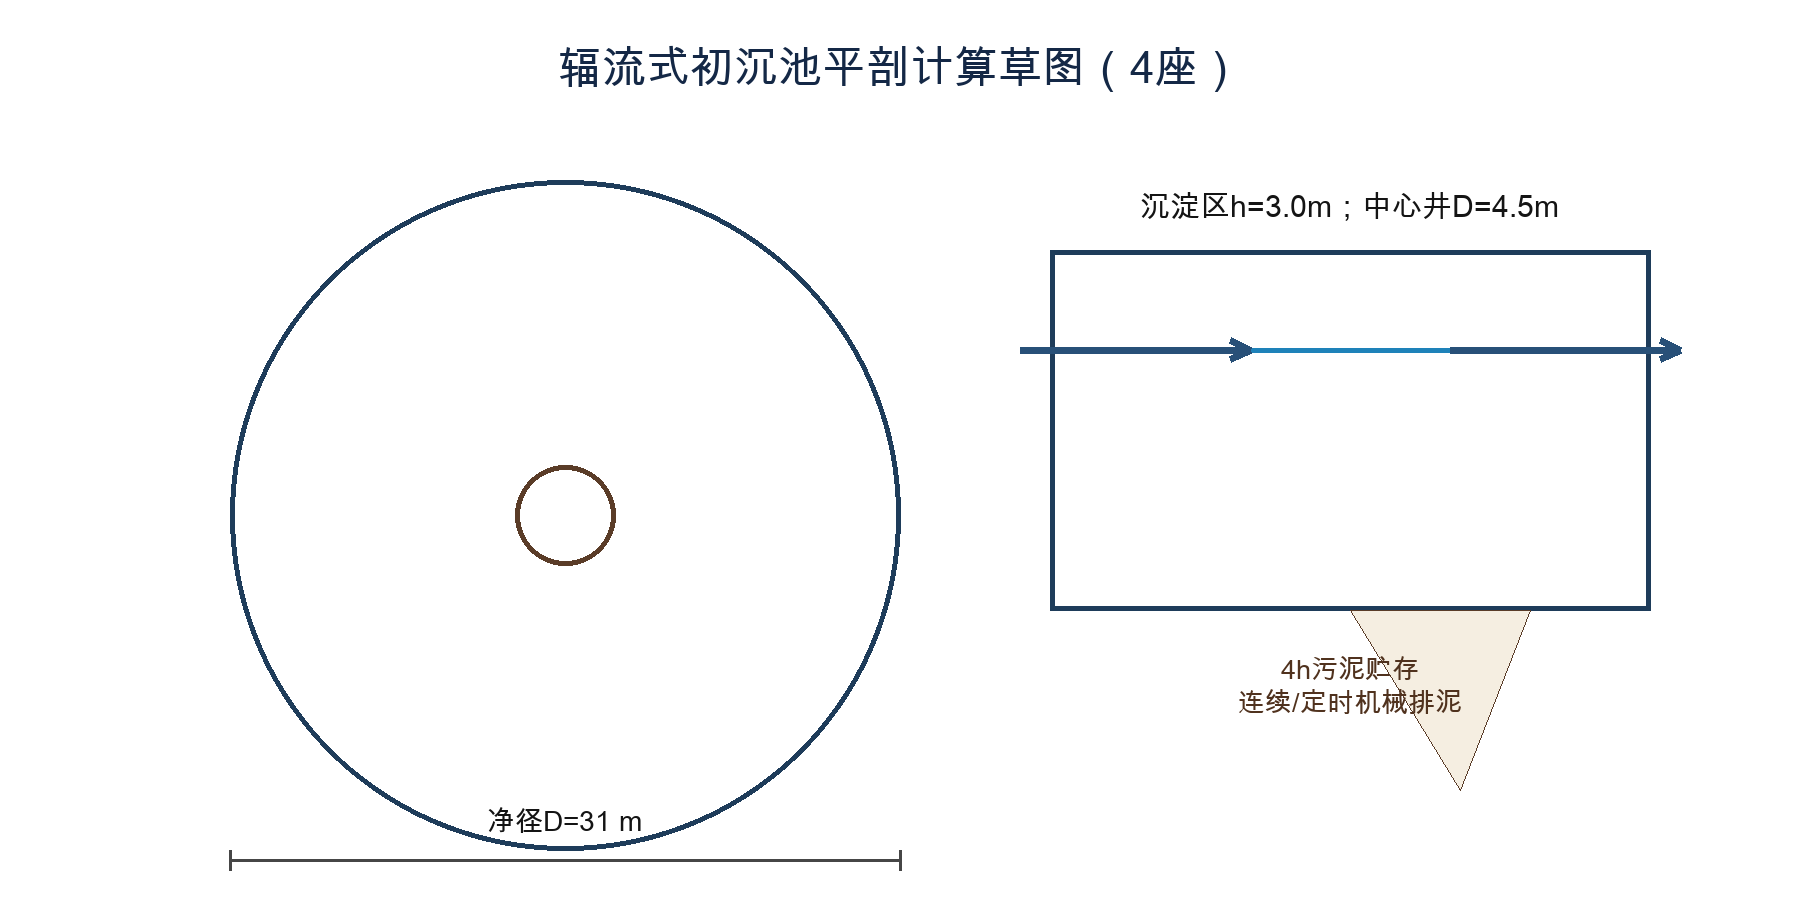 辐流式初沉池平剖计算草图（4座）
沉淀区h=3.0m；中心井D=4.5m
4h污泥贮存
连续/定时机械排泥
净径D=31 m